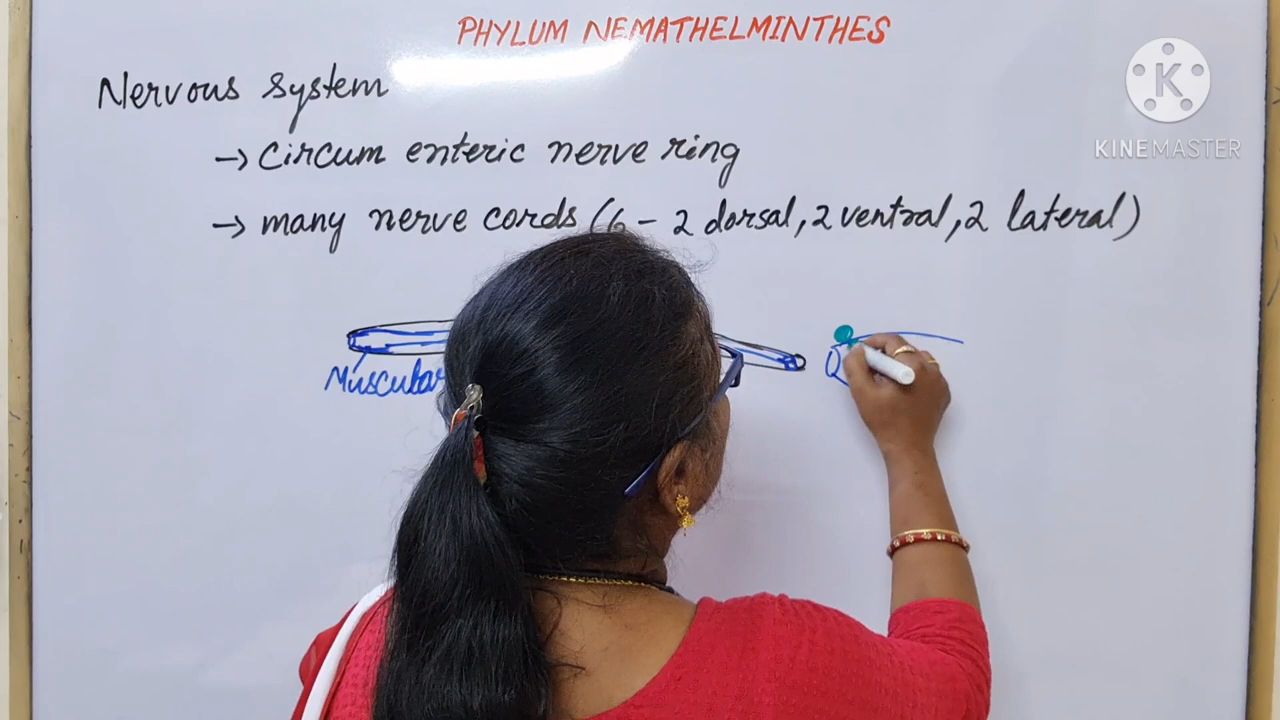 PHYLUM NEMATHELMINTHES
Nervous system
→ Circum enteric nerve ring
→ many nerve cords (6 - 2 dorsal, 2 ventral, 2 lateral)
Muscular
K
KINEMASTER